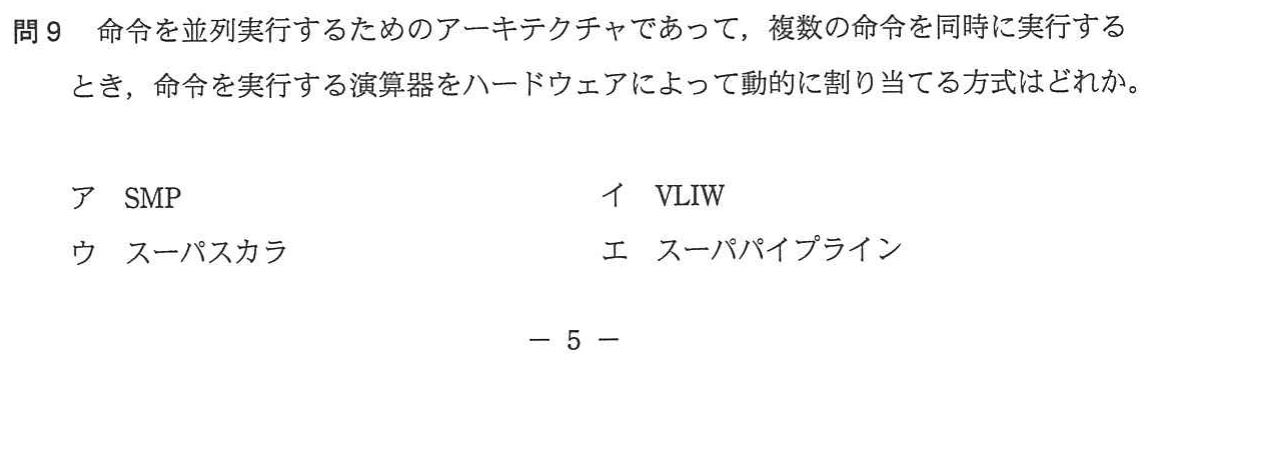 問9 命令を並列実行するためのアーキテクチャであって，複数の命令を同時に実行する
とき，命令を実行する演算器をハードウェアによって動的に割り当てる方式はどれか。
ア SMP イ VLIW
ウ スーパスカラ エ スーパパイプライン
－ 5 －